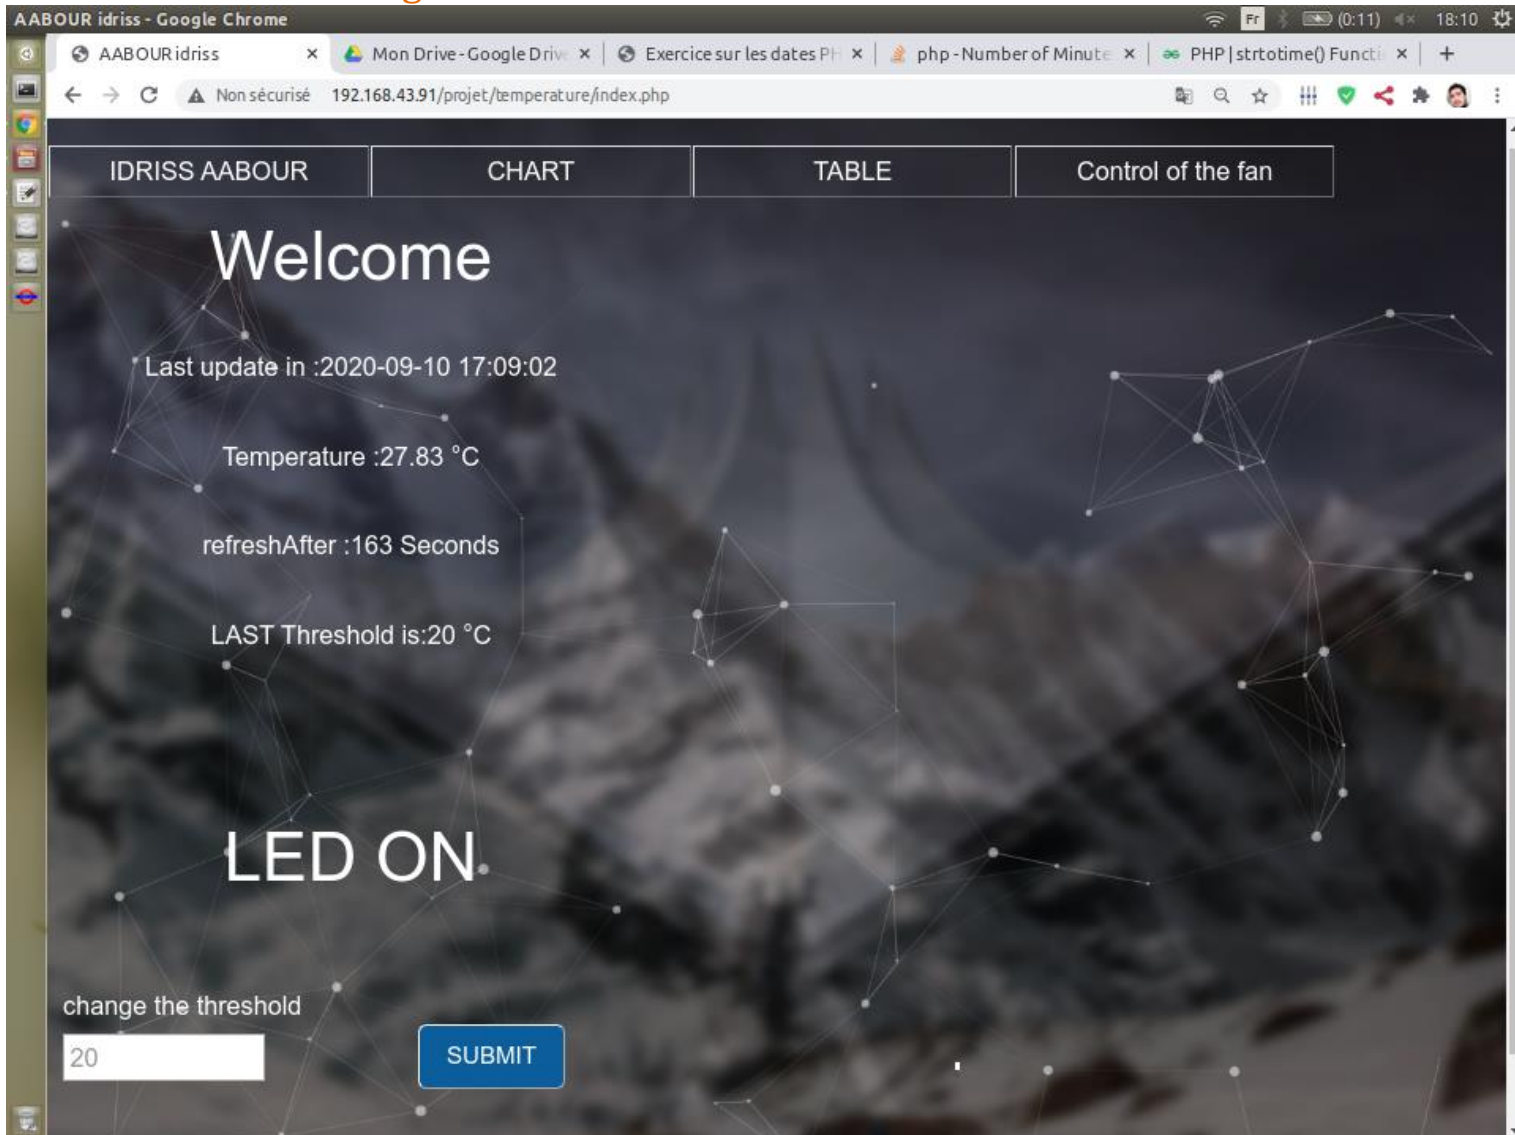 AABOUR idriss - Google Chrome
Fr (0:11) 18:10
AABOUR idriss
Mon Drive - Google Driv
Exercice sur les dates PH
php - Number of Minute
PHP | strtotime() Functi
Non sécurisé 192.168.43.91/projet/temperature/index.php
IDRISS AABOUR
CHART
TABLE
Control of the fan
Welcome
Last update in :2020-09-10 17:09:02
Temperature :27.83 °C
refreshAfter :163 Seconds
LAST Threshold is:20 °C
LED ON
change the threshold
20
SUBMIT